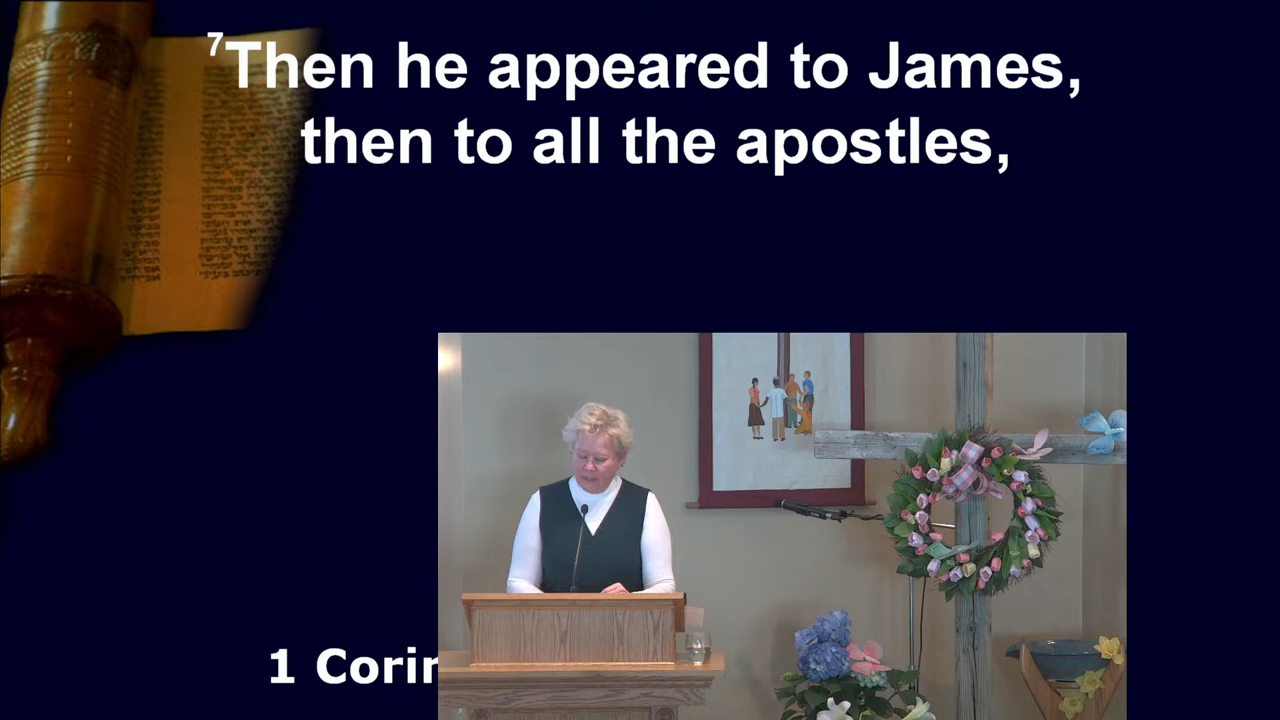 ⁷Then he appeared to James,
then to all the apostles,
1 Corin